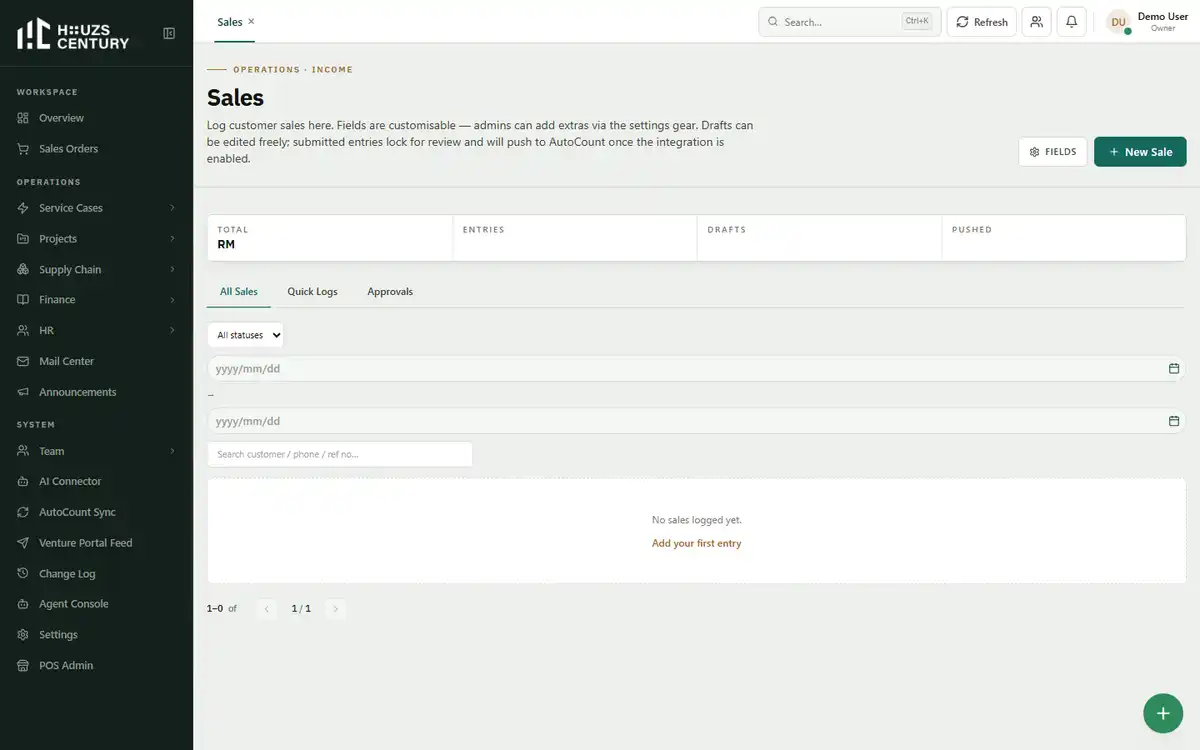 HOUZS
CENTURY
Sales ×
Search...
Ctrl+K
Refresh
DU
Demo User
Owner
WORKSPACE
Overview
Sales Orders
OPERATIONS
Service Cases
Projects
Supply Chain
Finance
HR
Mail Center
Announcements
SYSTEM
Team
AI Connector
AutoCount Sync
Venture Portal Feed
Change Log
Agent Console
Settings
POS Admin
OPERATIONS · INCOME
Sales
Log customer sales here. Fields are customisable — admins can add extras via the settings gear. Drafts can
be edited freely; submitted entries lock for review and will push to AutoCount once the integration is
enabled.
FIELDS
+ New Sale
TOTAL
RM
ENTRIES
DRAFTS
PUSHED
All Sales
Quick Logs
Approvals
All statuses
yyyy/mm/dd
–
yyyy/mm/dd
Search customer / phone / ref no...
No sales logged yet.
Add your first entry
1–0 of
‹
1 / 1
›
+